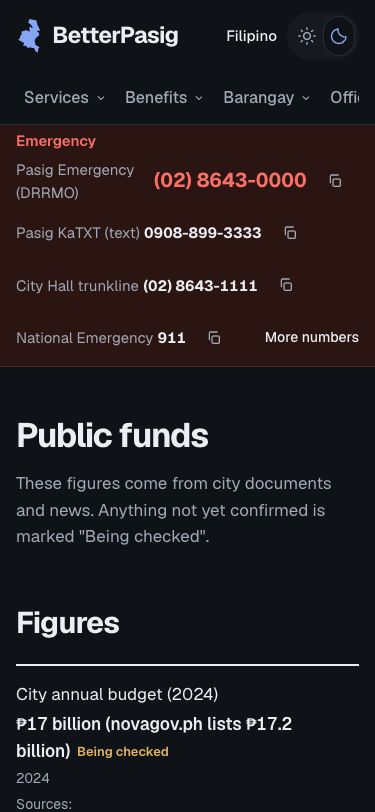 BetterPasig
Filipino
Services
Benefits
Barangay
Offi
Emergency
Pasig Emergency
(DRRMO)
(02) 8643-0000
Pasig KaTXT (text) 0908-899-3333
City Hall trunkline (02) 8643-1111
National Emergency 911
More numbers
Public funds
These figures come from city documents
and news. Anything not yet confirmed is
marked "Being checked".
Figures
City annual budget (2024)
₱17 billion (novagov.ph lists ₱17.2
billion) Being checked
2024
Sources: